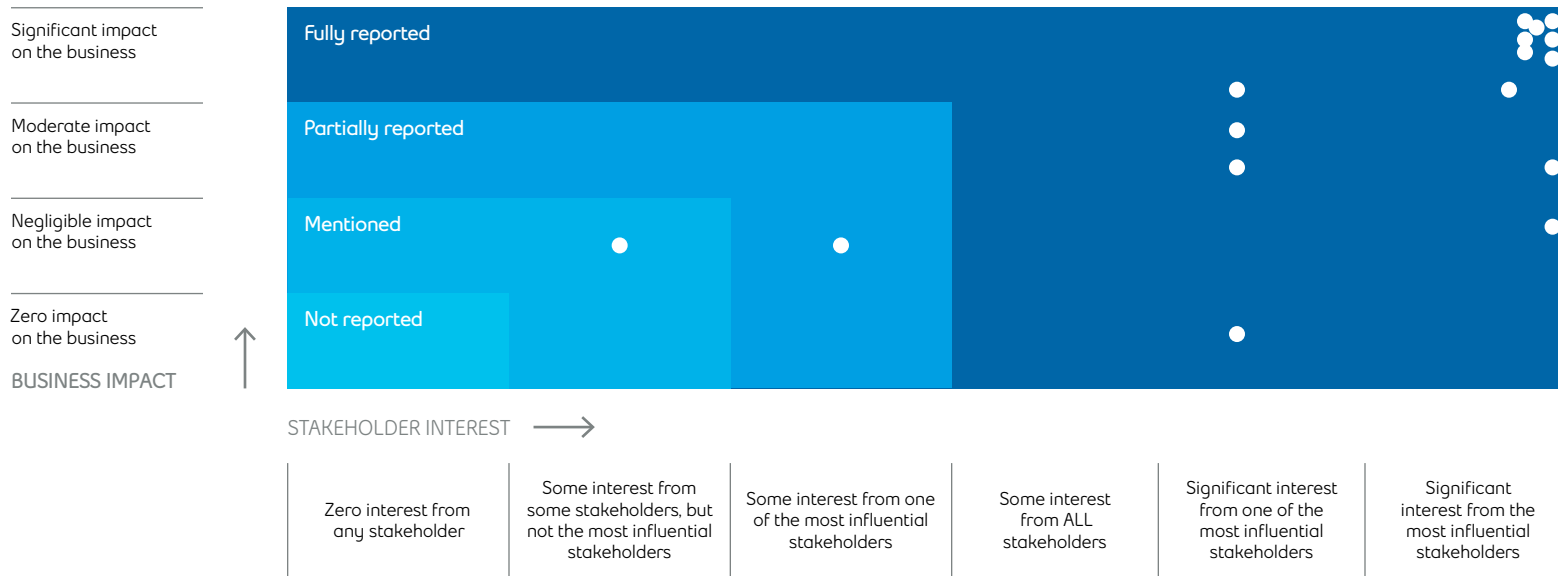 Significant impact
on the business
Fully reported
Moderate impact
on the business
Partially reported
Negligible impact
on the business
Mentioned
Zero impact
on the business
Not reported
BUSINESS IMPACT
STAKEHOLDER INTEREST
Zero interest from
any stakeholder
Some interest from
some stakeholders, but
not the most influential
stakeholders
Some interest from one
of the most influential
stakeholders
Some interest
from ALL
stakeholders
Significant interest
from one of the
most influential
stakeholders
Significant
interest from the
most influential
stakeholders